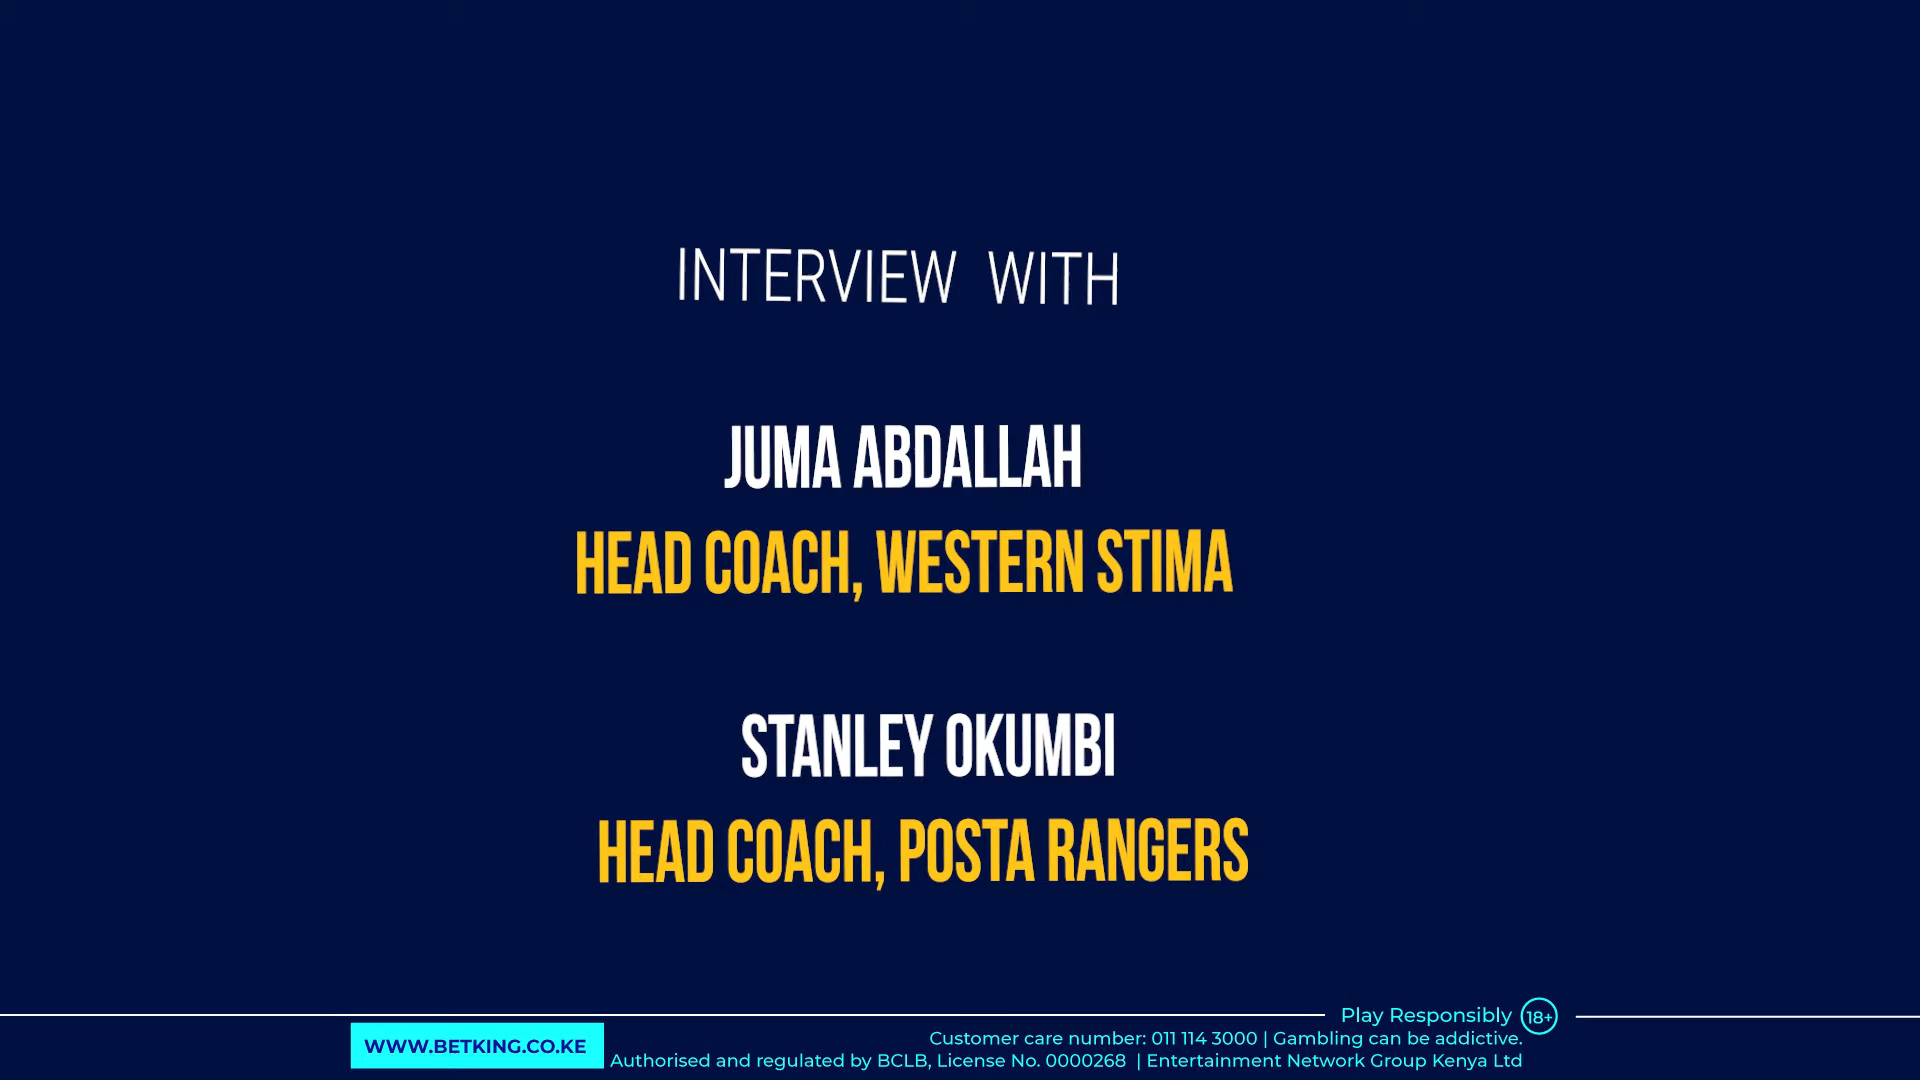 INTERVIEW WITH
JUMA ABDALLAH
HEAD COACH, WESTERN STIMA
STANLEY OKUMBI
HEAD COACH, POSTA RANGERS
Play Responsibly 18+
WWW.BETKING.CO.KE
Customer care number: 011 114 3000 | Gambling can be addictive.
Authorised and regulated by BCLB, License No. 0000268 | Entertainment Network Group Kenya Ltd